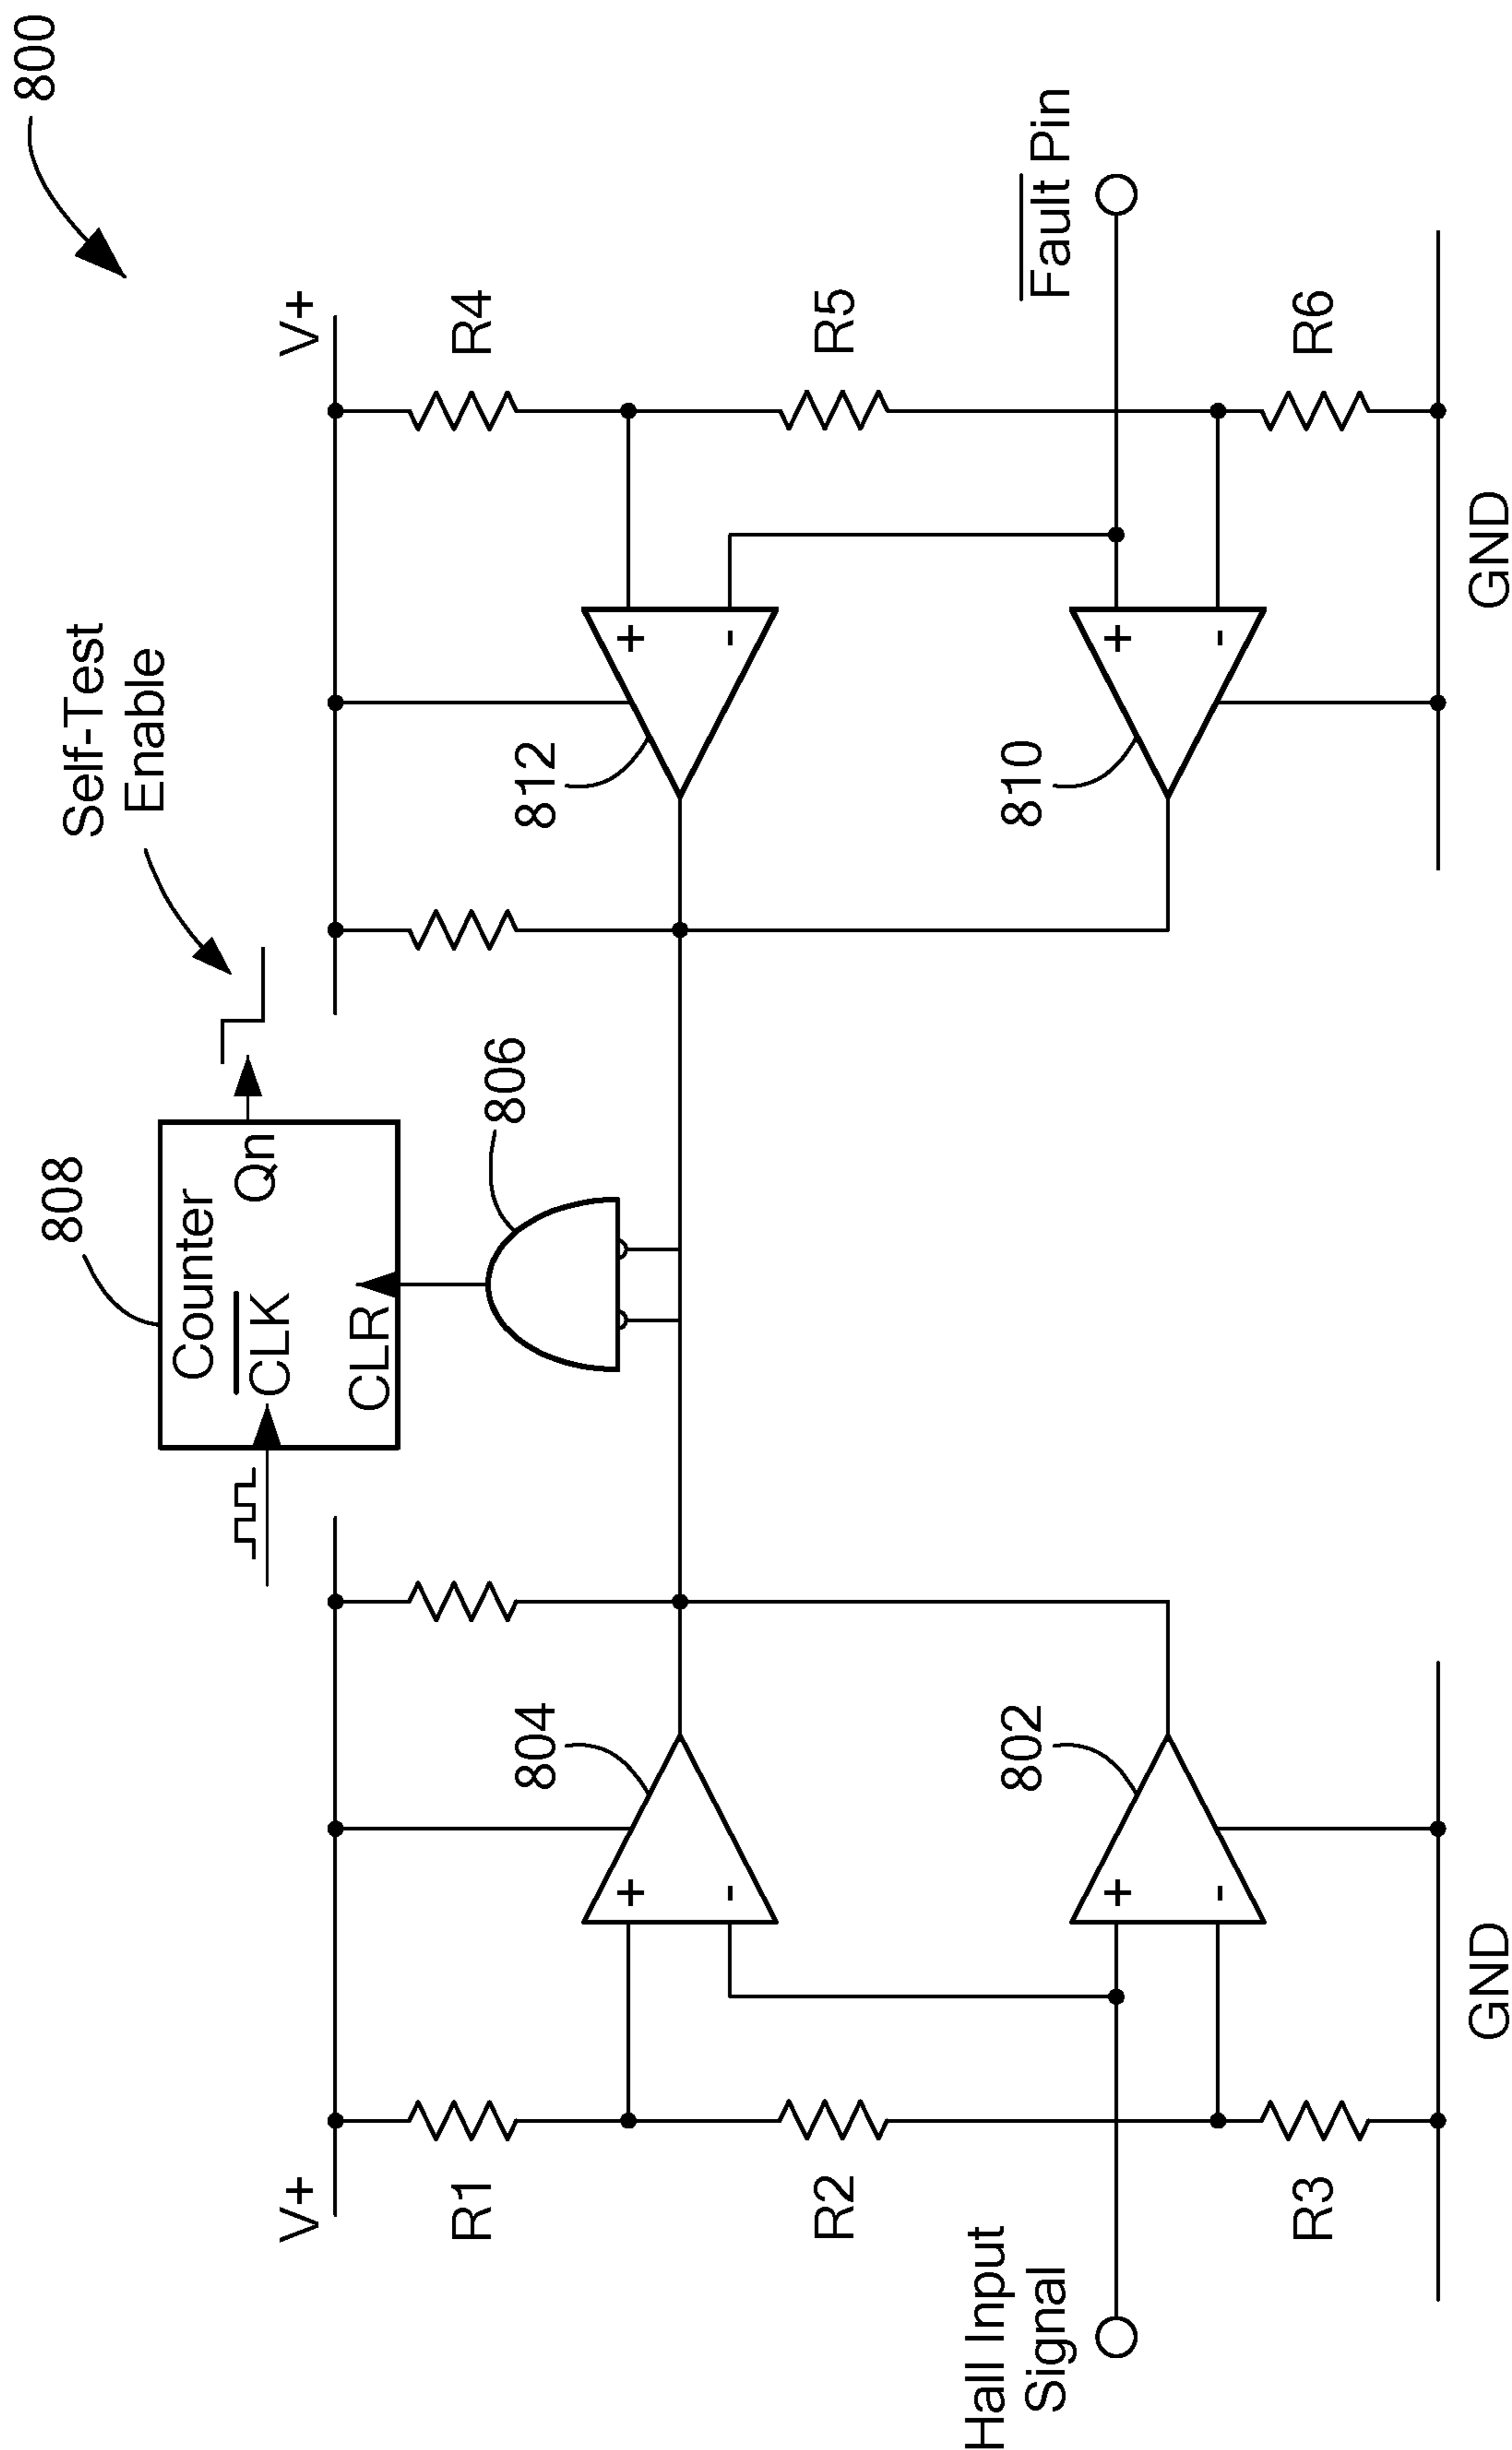 800
Self-Test
Enable
808
Counter
CLK
Qn
CLR
806
V+
V+
R1
R4
804
+
-
812
+
-
R2
R5
Hall Input
Signal
802
+
-
810
+
-
Fault Pin
R3
R6
GND
GND